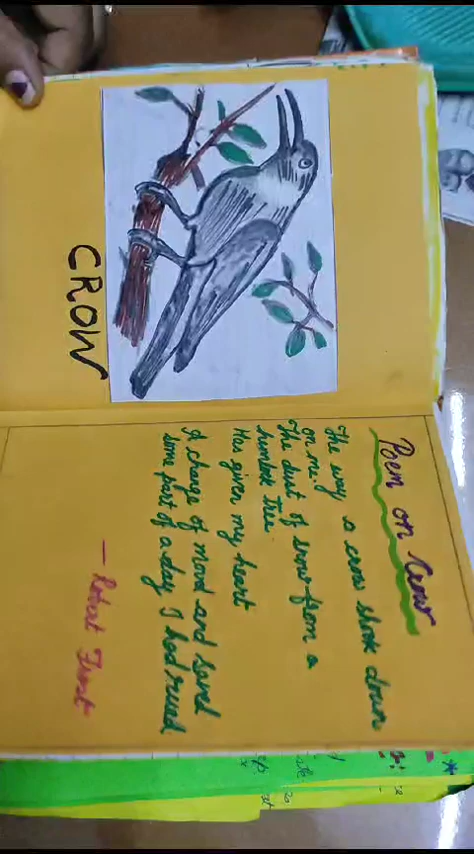 CROW
Poem on Crow
The way a crow shook down
on me.
The dust of snow from a
hemlock Tree
Has given my heart
A change of mood and saved
some part of a day I had rued
— Robert Frost